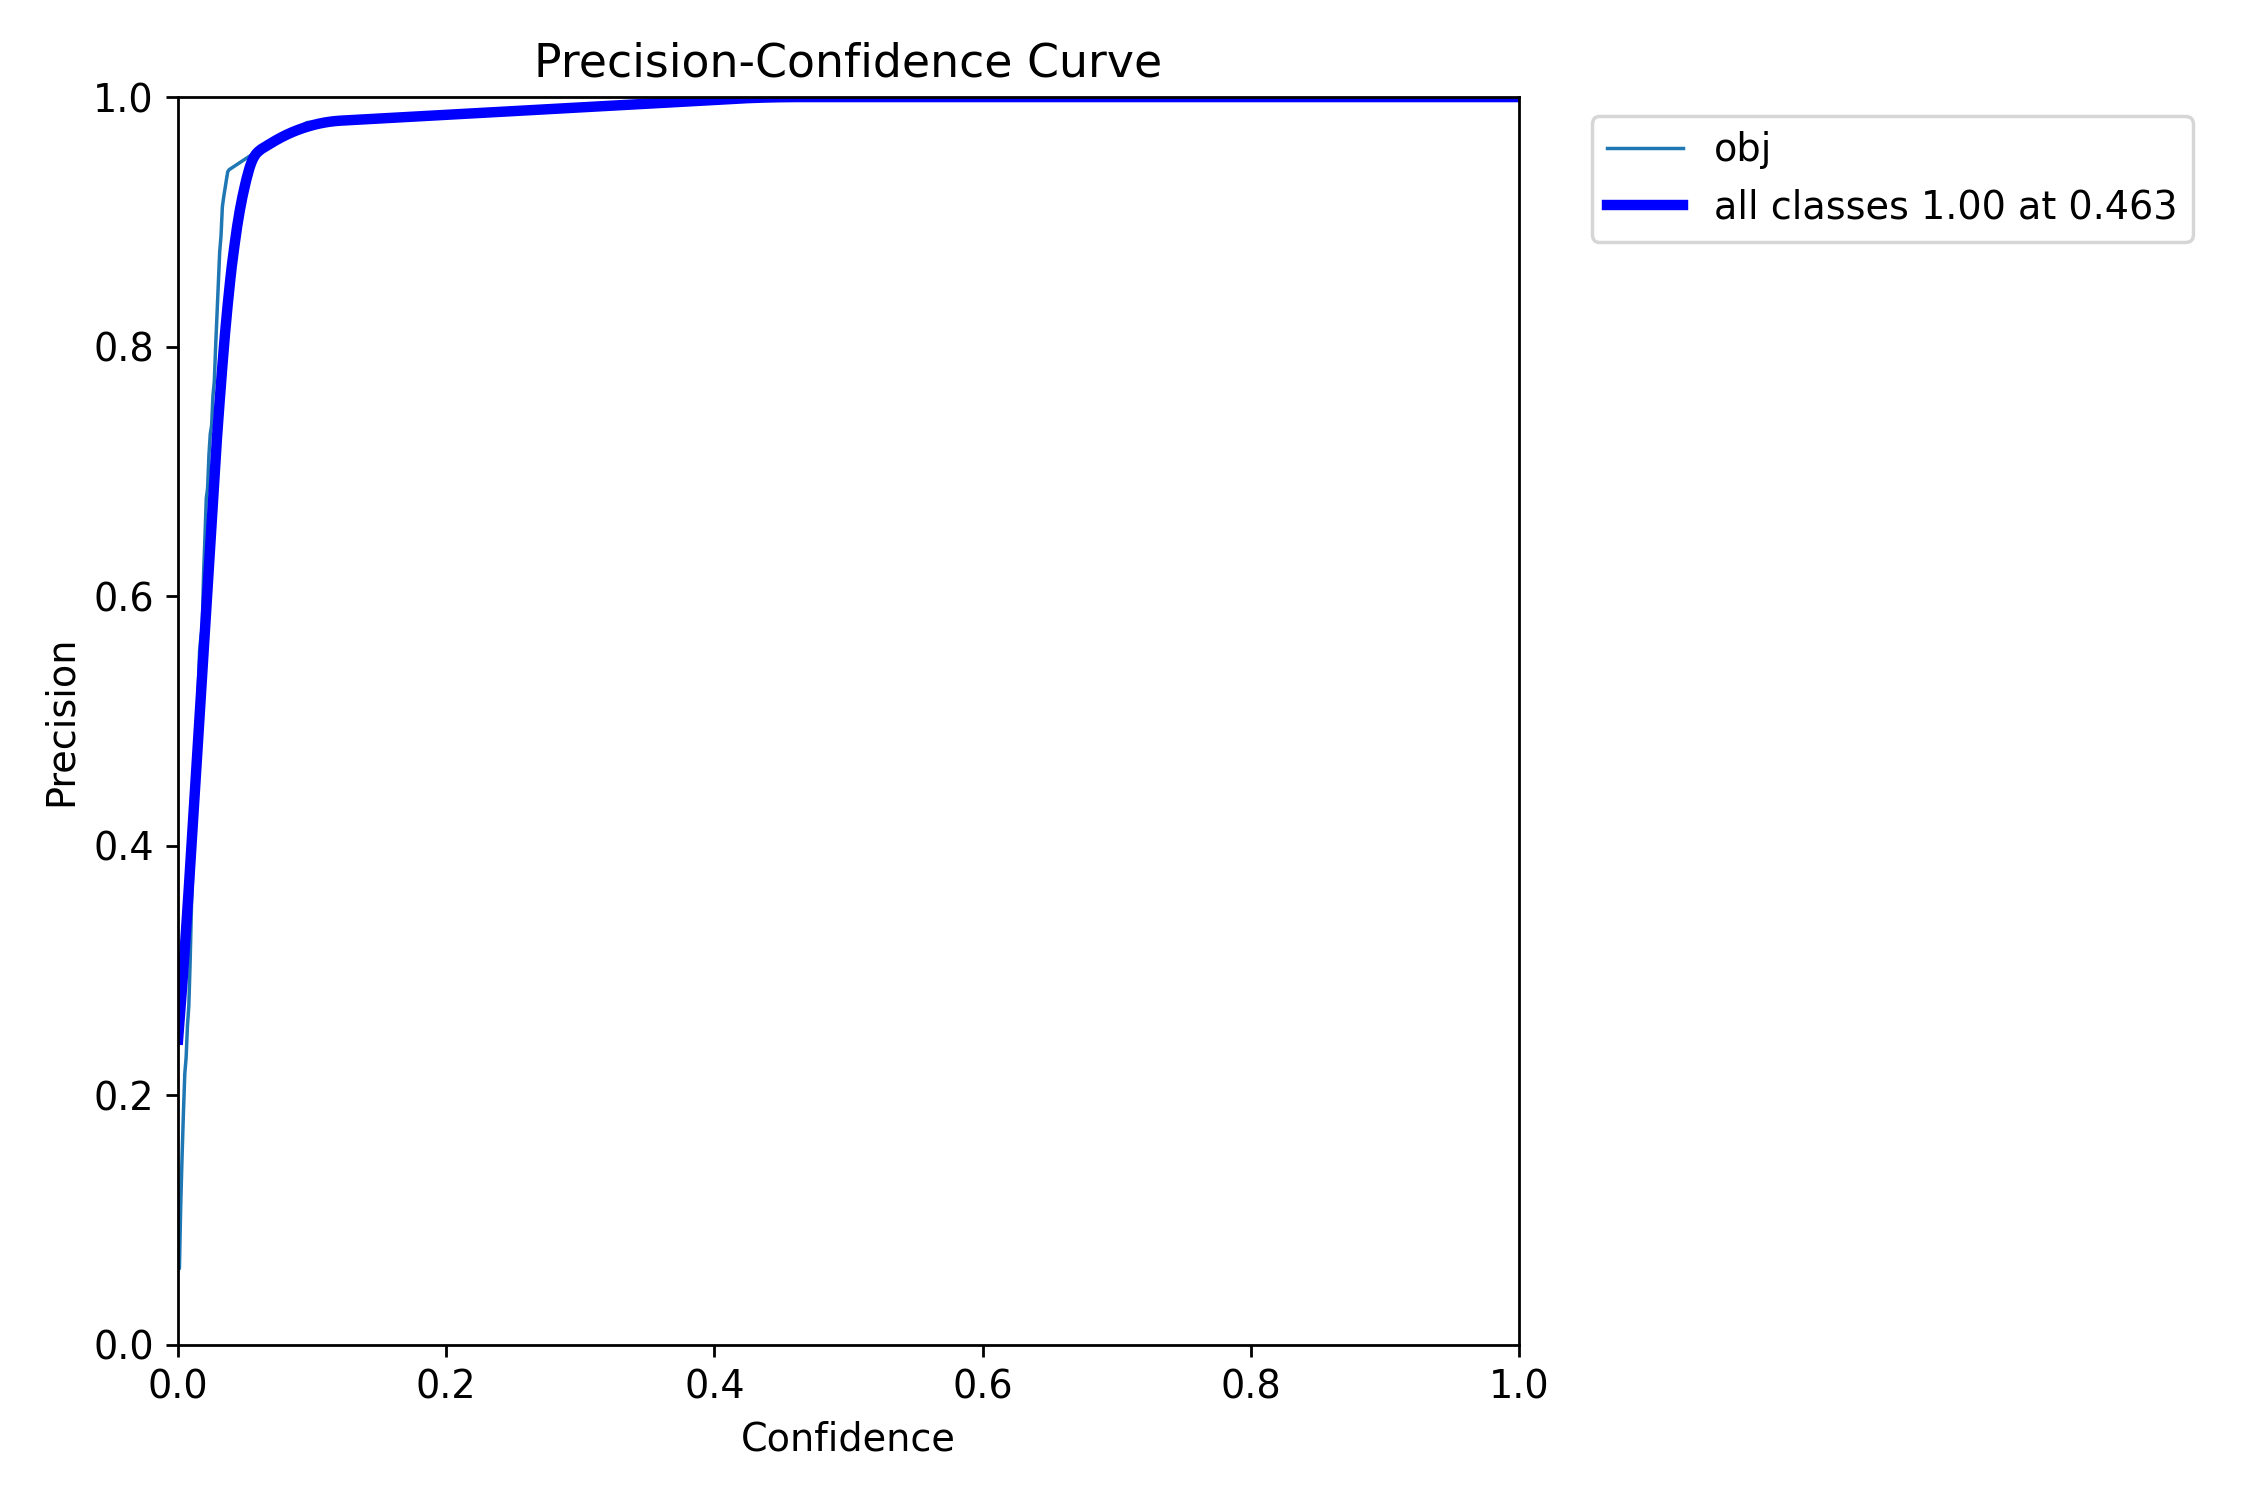 Precision-Confidence Curve
1.0
0.8
0.6
0.4
0.2
0.0
Precision
0.0 0.2 0.4 0.6 0.8 1.0
Confidence
obj
all classes 1.00 at 0.463